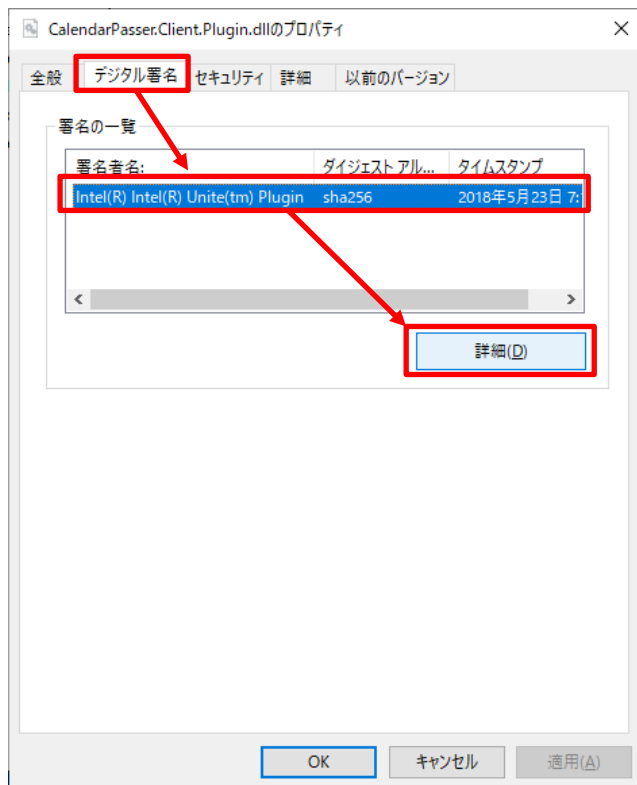 CalendarPasser.Client.Plugin.dllのプロパティ
全般 デジタル署名 セキュリティ 詳細 以前のバージョン
署名の一覧
署名者名: ダイジェスト アル... タイムスタンプ
Intel(R) Intel(R) Unite(tm) Plugin sha256 2018年5月23日 7:
詳細(D)
OK キャンセル 適用(A)